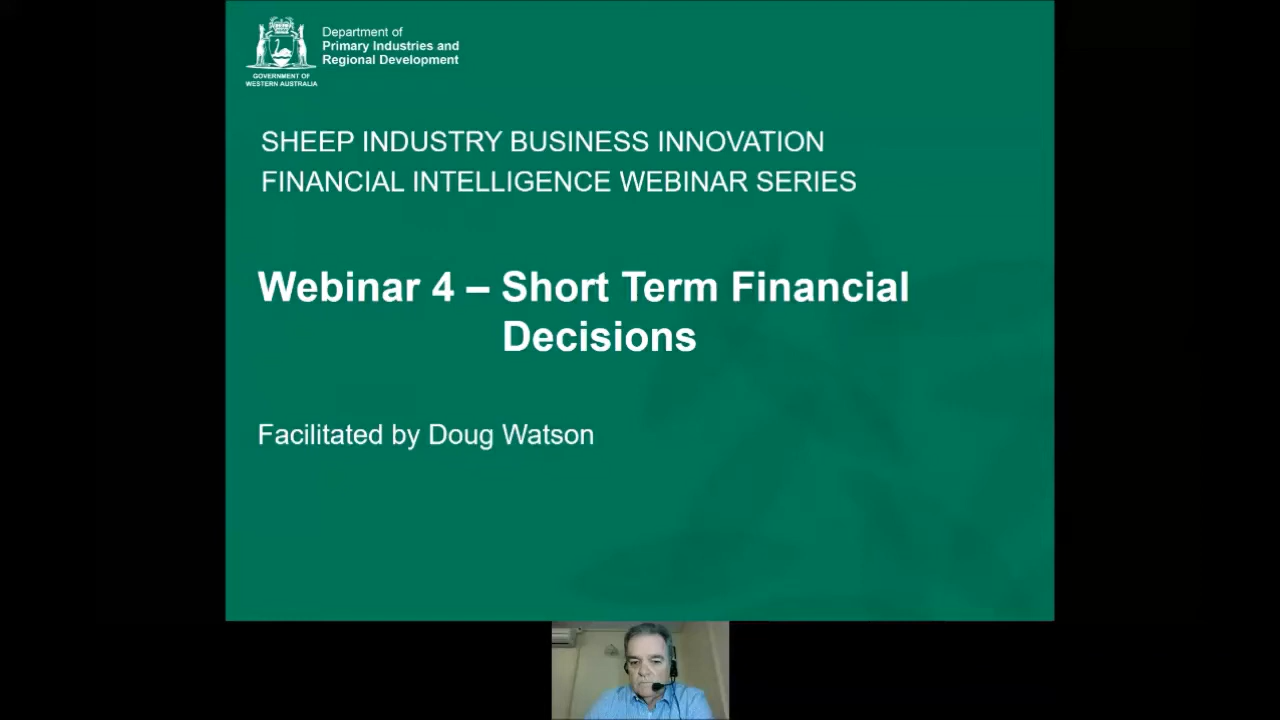 Department of
Primary Industries and
Regional Development
GOVERNMENT OF
WESTERN AUSTRALIA
SHEEP INDUSTRY BUSINESS INNOVATION
FINANCIAL INTELLIGENCE WEBINAR SERIES
Webinar 4 – Short Term Financial
Decisions
Facilitated by Doug Watson